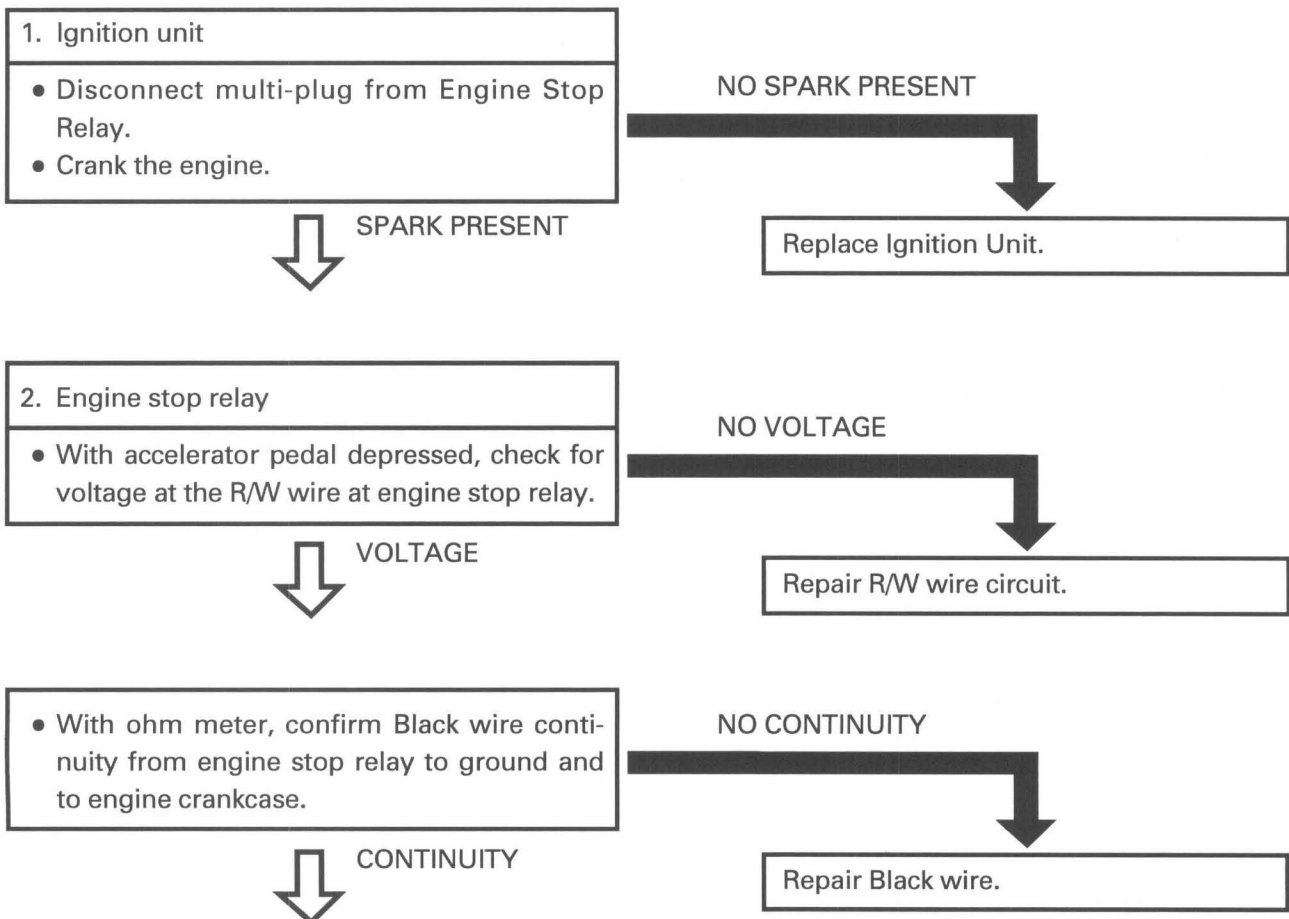 1. Ignition unit
• Disconnect multi-plug from Engine Stop
Relay.
• Crank the engine.
NO SPARK PRESENT
SPARK PRESENT
Replace Ignition Unit.
2. Engine stop relay
• With accelerator pedal depressed, check for
voltage at the R/W wire at engine stop relay.
NO VOLTAGE
VOLTAGE
Repair R/W wire circuit.
• With ohm meter, confirm Black wire conti-
nuity from engine stop relay to ground and
to engine crankcase.
NO CONTINUITY
CONTINUITY
Repair Black wire.